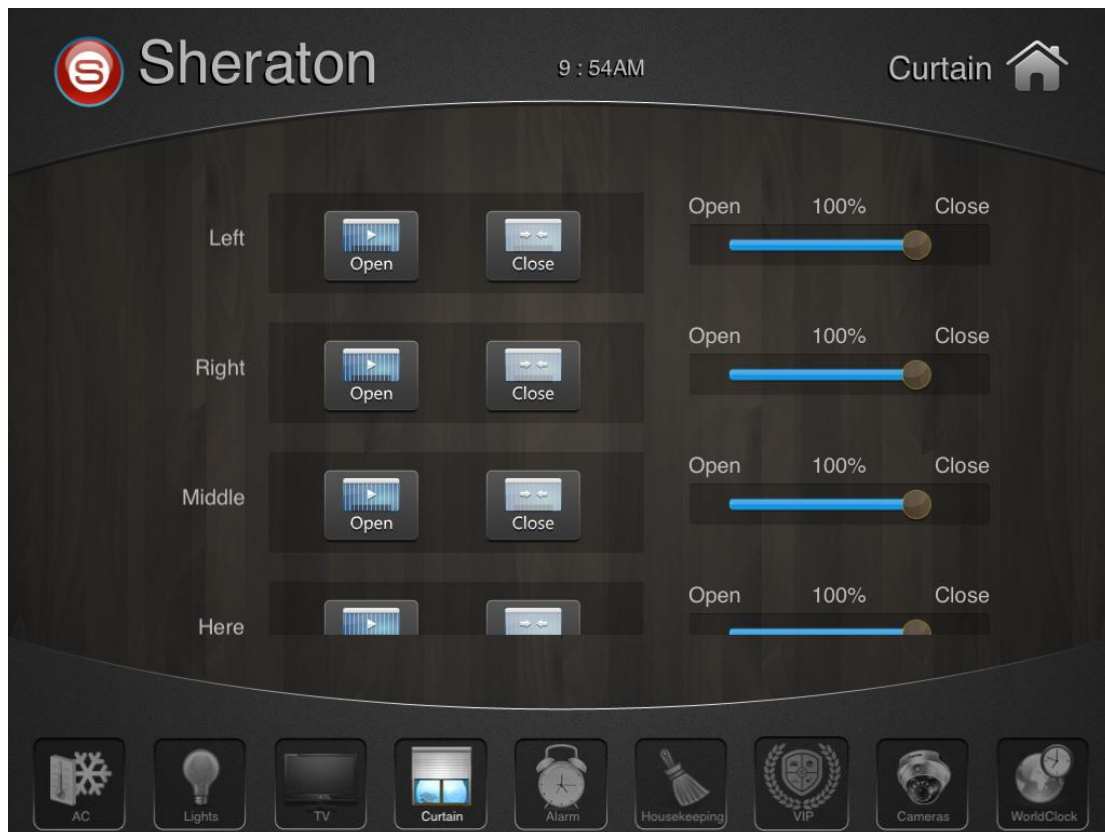 S Sheraton 9 : 54AM Curtain
Open 100% Close
Left Open Close
Open 100% Close
Right Open Close
Open 100% Close
Middle Open Close
Open 100% Close
Here
AC Lights TV Curtain Alarm Housekeeping VIP Cameras WorldClock